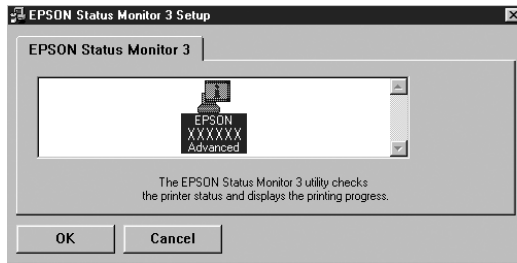 EPSON Status Monitor 3 Setup
EPSON Status Monitor 3
EPSON
XXXXXX
Advanced
The EPSON Status Monitor 3 utility checks
the printer status and displays the printing progress.
OK Cancel